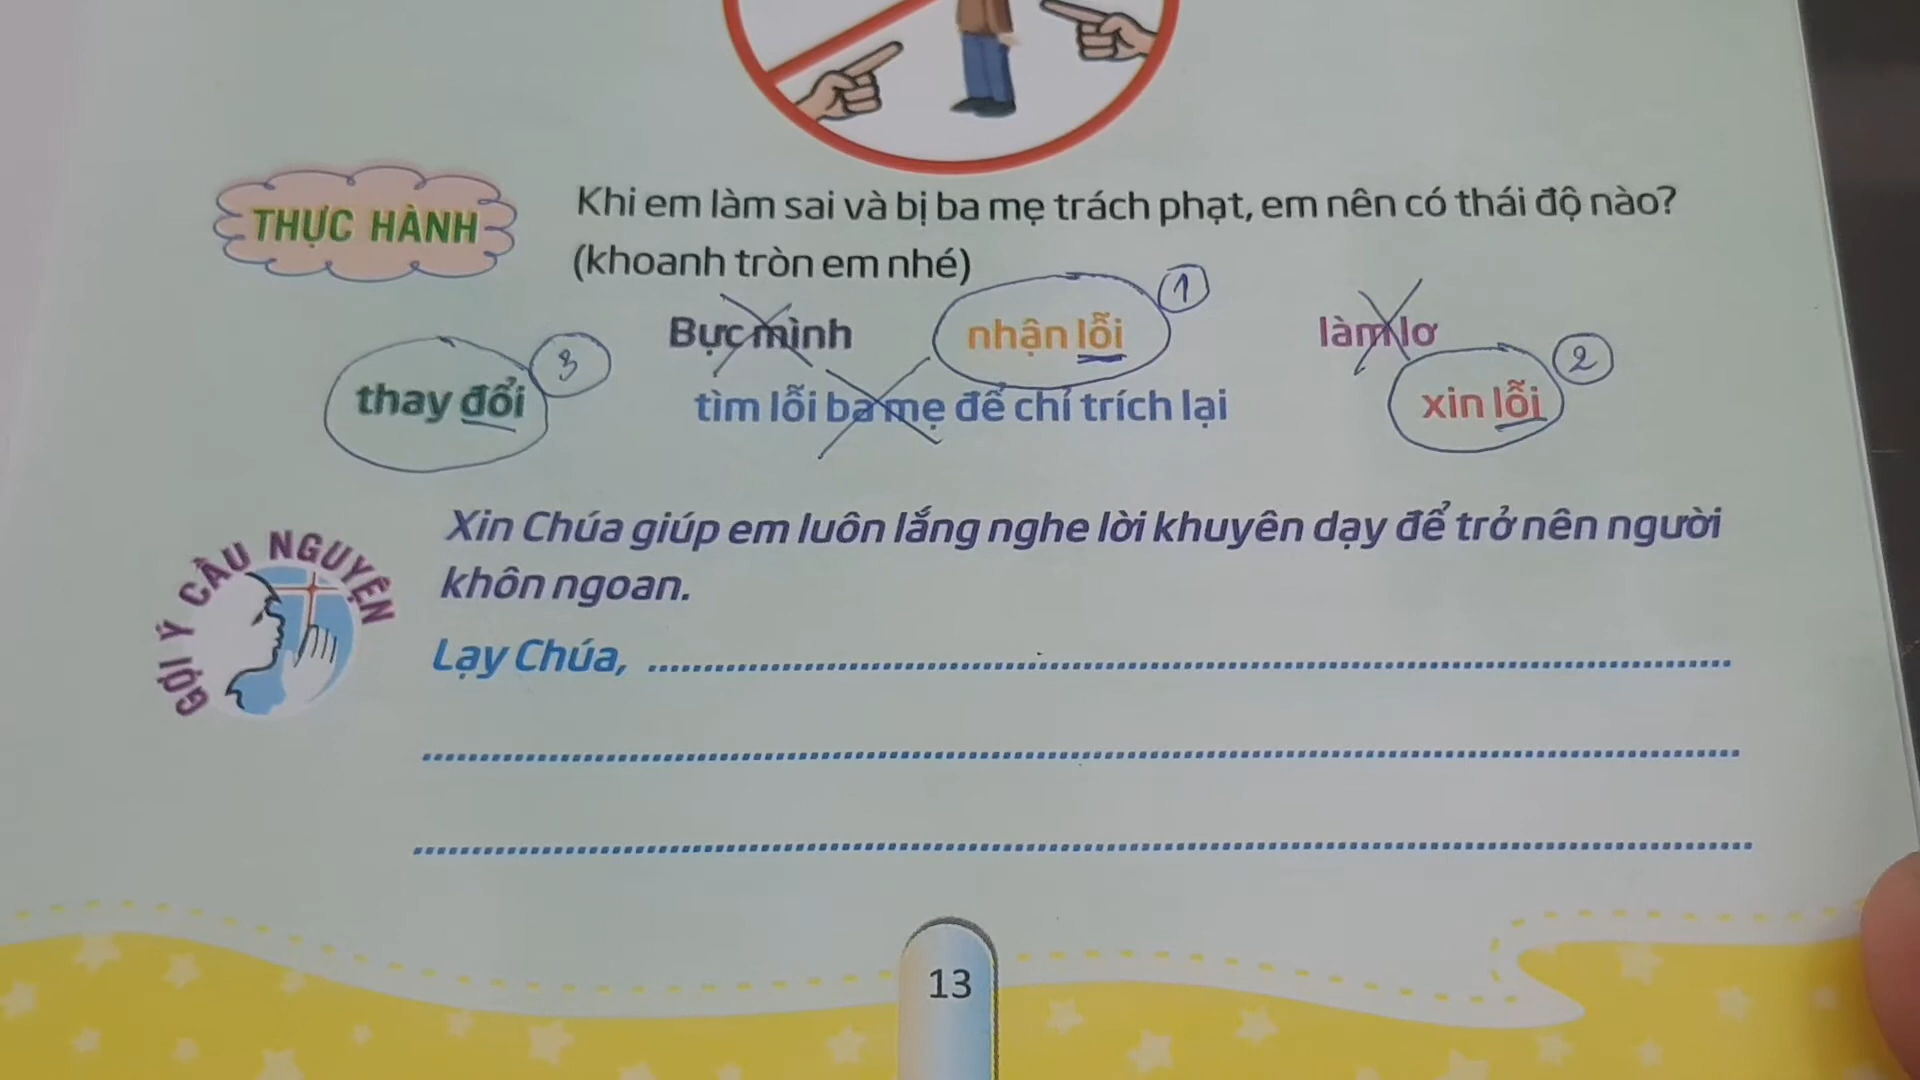 THỰC HÀNH
Khi em làm sai và bị ba mẹ trách phạt, em nên có thái độ nào?
(khoanh tròn em nhé)
Bực mình nhận lỗi 1 làm lơ
thay đổi 3 tìm lỗi ba mẹ để chỉ trích lại xin lỗi 2
GỢI Ý CẦU NGUYỆN
Xin Chúa giúp em luôn lắng nghe lời khuyên dạy để trở nên người
khôn ngoan.
Lạy Chúa,
13